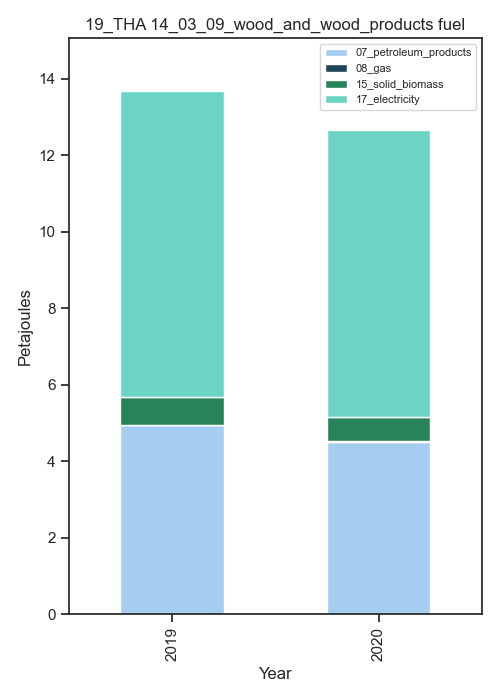 19_THA 14_03_09_wood_and_wood_products fuel
07_petroleum_products
08_gas
15_solid_biomass
17_electricity
14
12
10
8
6
4
2
0
Petajoules
2019
2020
Year